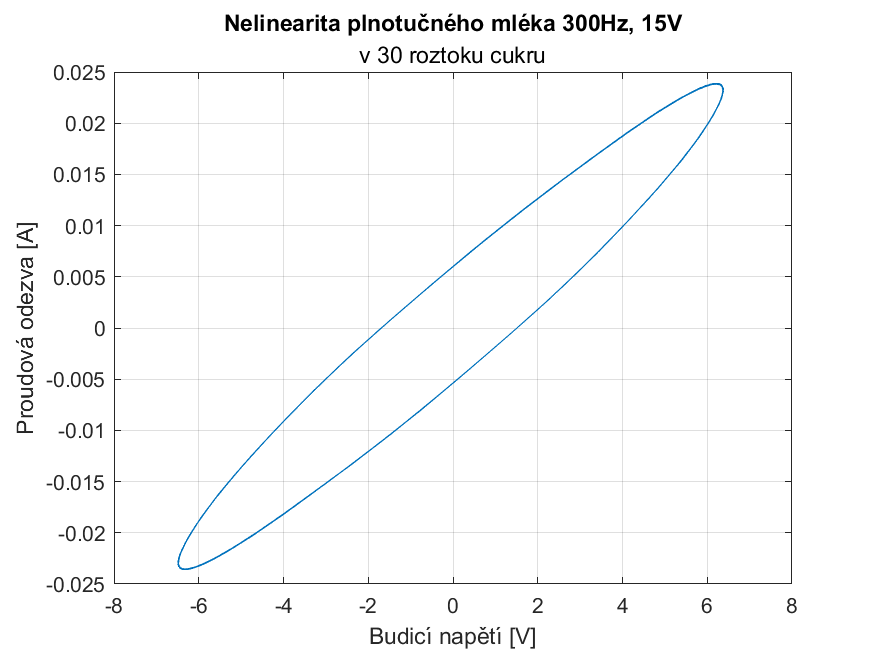 Nelinearita plnotučného mléka 300Hz, 15V
v 30 roztoku cukru
0.025
0.02
0.015
0.01
0.005
0
-0.005
-0.01
-0.015
-0.02
-0.025
Proudová odezva [A]
-8 -6 -4 -2 0 2 4 6 8
Budicí napětí [V]